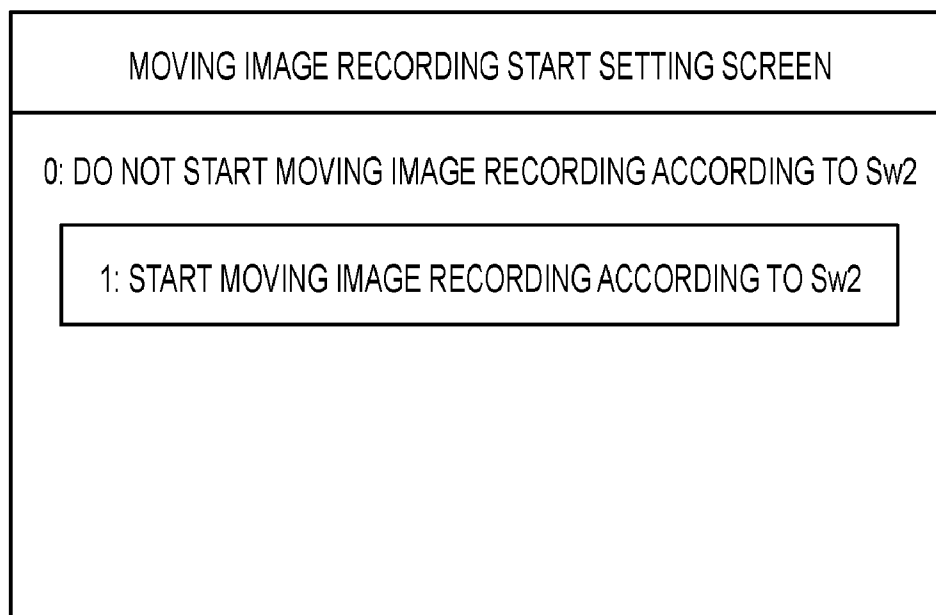 MOVING IMAGE RECORDING START SETTING SCREEN
0: DO NOT START MOVING IMAGE RECORDING ACCORDING TO Sw2
1: START MOVING IMAGE RECORDING ACCORDING TO Sw2